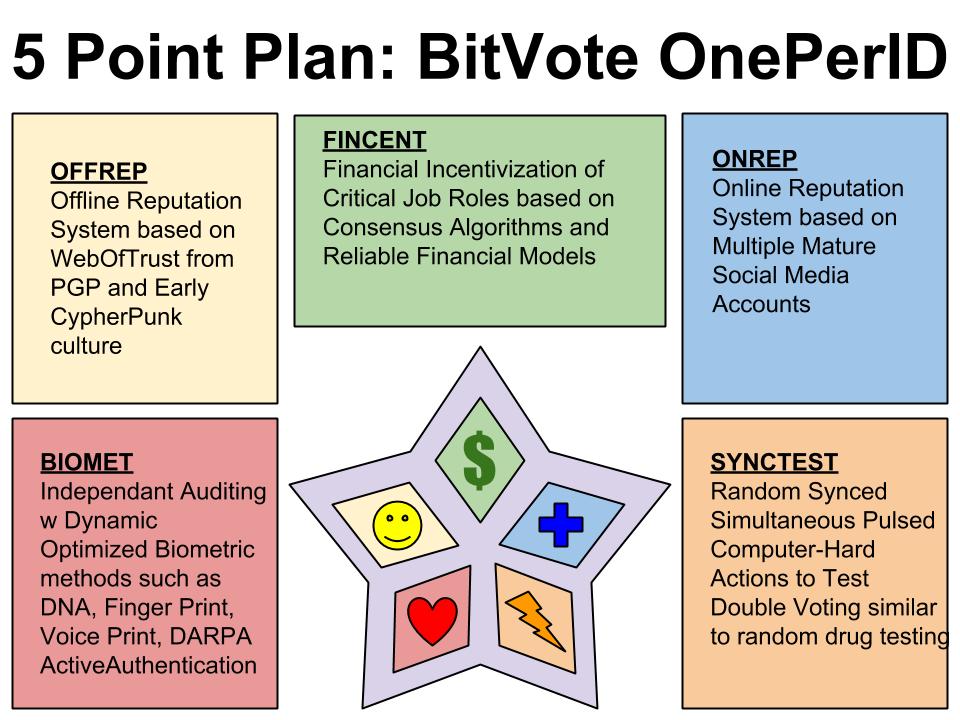 5 Point Plan: BitVote OnePerID
OFFREP
Offline Reputation
System based on
WebOfTrust from
PGP and Early
CypherPunk
culture
FINCENT
Financial Incentivization of
Critical Job Roles based on
Consensus Algorithms and
Reliable Financial Models
ONREP
Online Reputation
System based on
Multiple Mature
Social Media
Accounts
$
BIOMET
Independant Auditing
w Dynamic
Optimized Biometric
methods such as
DNA, Finger Print,
Voice Print, DARPA
ActiveAuthentication
SYNCTEST
Random Synced
Simultaneous Pulsed
Computer-Hard
Actions to Test
Double Voting similar
to random drug testing